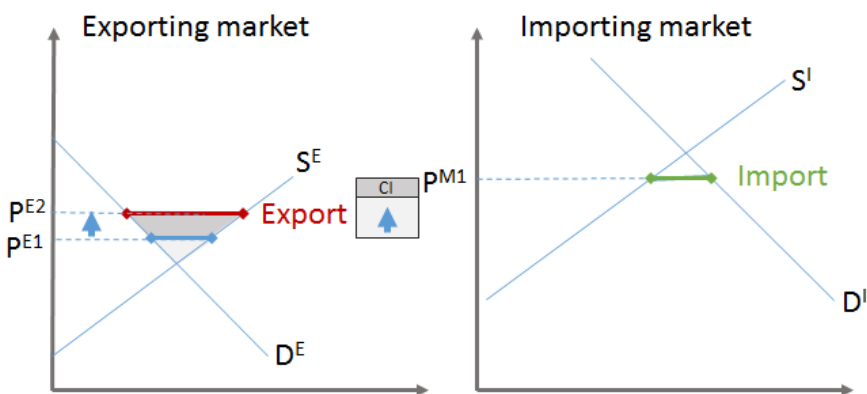 Exporting market
Importing market
S^E
P^E2
Export
P^E1
D^E
CI
S^I
P^M1
Import
D^I